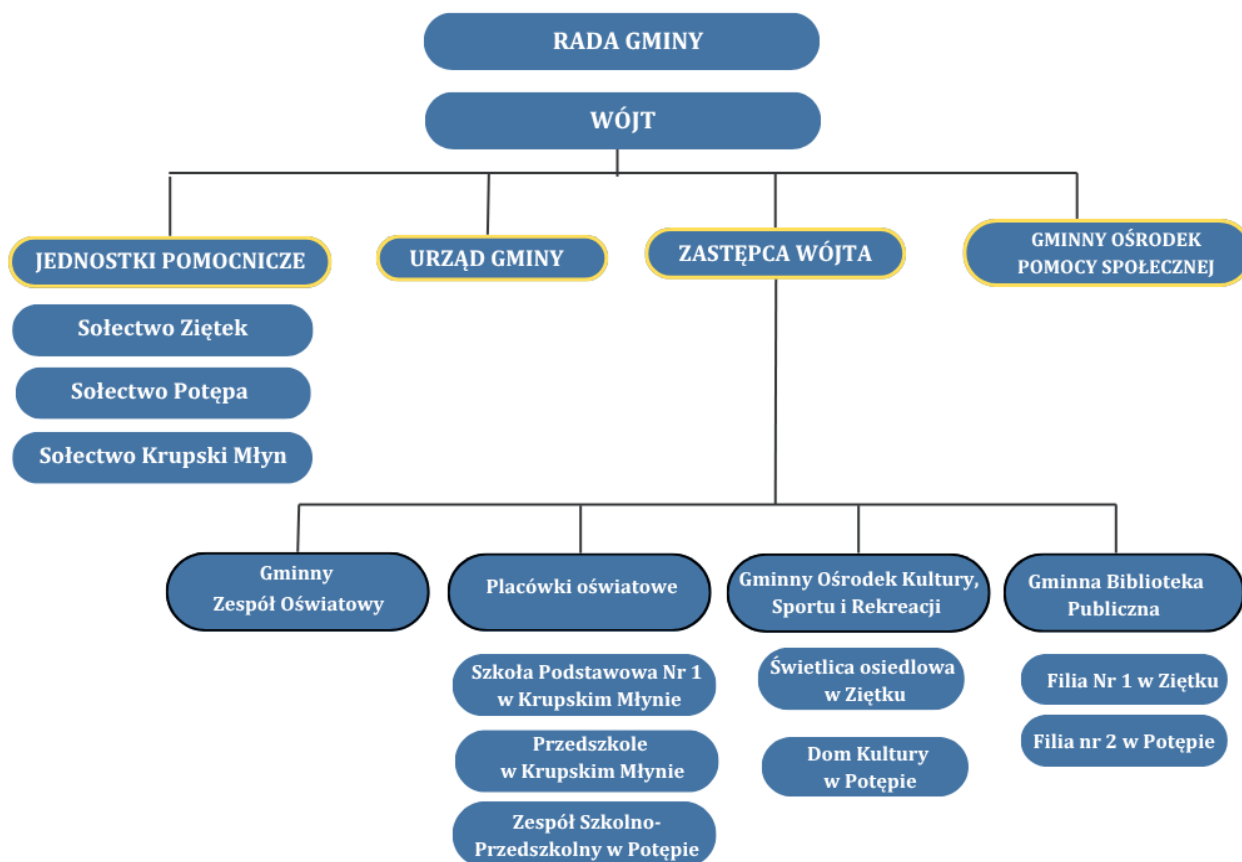 RADA GMINY
WÓJT
JEDNOSTKI POMOCNICZE
URZĄD GMINY
ZASTĘPCA WÓJTA
GMINNY OŚRODEK
POMOCY SPOŁECZNEJ
Sołectwo Ziętek
Sołectwo Potępa
Sołectwo Krupski Młyn
Gminny
Zespół Oświatowy
Placówki oświatowe
Gminny Ośrodek Kultury,
Sportu i Rekreacji
Gminna Biblioteka
Publiczna
Szkoła Podstawowa Nr 1
w Krupskim Młynie
Przedszkole
w Krupskim Młynie
Zespół Szkolno-
Przedszkolny w Potępie
Świetlica osiedlowa
w Ziętku
Dom Kultury
w Potępie
Filia Nr 1 w Ziętku
Filia nr 2 w Potępie